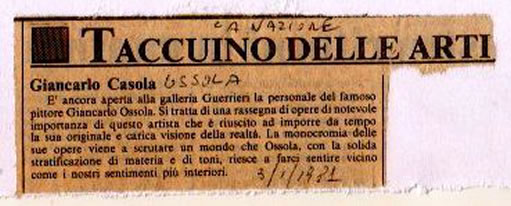 LA NAZIONE
TACCUINO DELLE ARTI
Giancarlo Casola OSSOLA
E' ancora aperta alla galleria Guerrieri la personale del famoso
pittore Giancarlo Ossola. Si tratta di una rassegna di opere di notevole
importanza di questo artista che è riuscito ad imporre da tempo
la sua originale e carica visione della realtà. La monocromia delle
sue opere viene a scrutare un mondo che Ossola, con la solida
stratificazione di materia e di toni, riesce a farci sentire vicino
come i nostri sentimenti più interiori. 3/1/1981